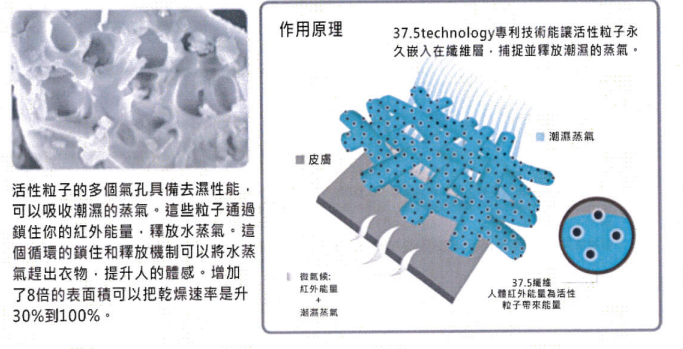 活性粒子的多個氣孔具備去濕性能，
可以吸收潮濕的蒸氣。這些粒子通過
鎖住你的紅外能量，釋放水蒸氣。這
個循環的鎖住和釋放機制可以將水蒸
氣趕出衣物，提升人的體感。增加
了8倍的表面積可以把乾燥速率是升
30%到100%。
作用原理
37.5technology專利技術能讓活性粒子永
久嵌入在纖維層，捕捉並釋放潮濕的蒸氣。
潮濕蒸氣
皮膚
微氣候:
紅外能量
+
潮濕蒸氣
37.5纖維
人體紅外能量為活性
粒子帶來能量